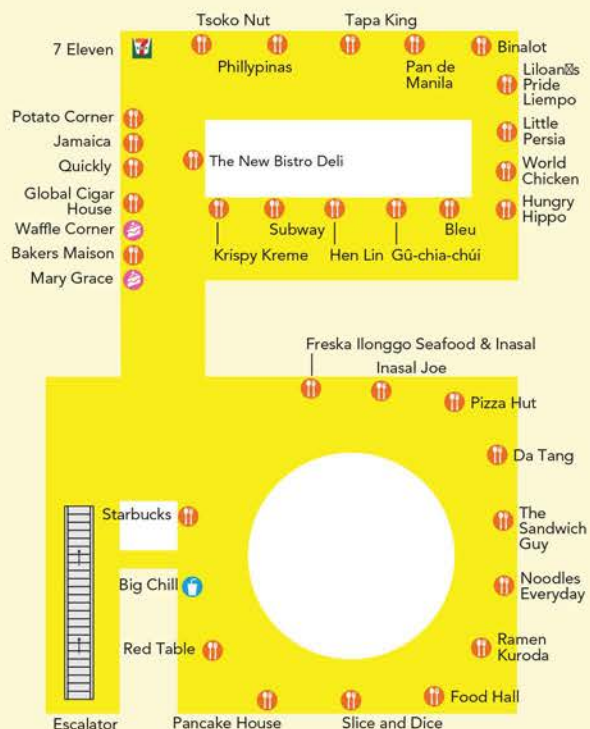 Tsoko Nut
Tapa King
7 Eleven
Phillypinas
Pan de
Manila
Binalot
Liloan☒s
Pride
Liempo
Potato Corner
Jamaica
Quickly
The New Bistro Deli
Little
Persia
World
Chicken
Global Cigar
House
Waffle Corner
Bakers Maison
Mary Grace
Subway
Bleu
Krispy Kreme
Hen Lin
Gû-chia-chúi
Hungry
Hippo
Freska Ilonggo Seafood & Inasal
Inasal Joe
Pizza Hut
Da Tang
Starbucks
The
Sandwich
Guy
Big Chill
Noodles
Everyday
Red Table
Ramen
Kuroda
Food Hall
Escalator
Pancake House
Slice and Dice